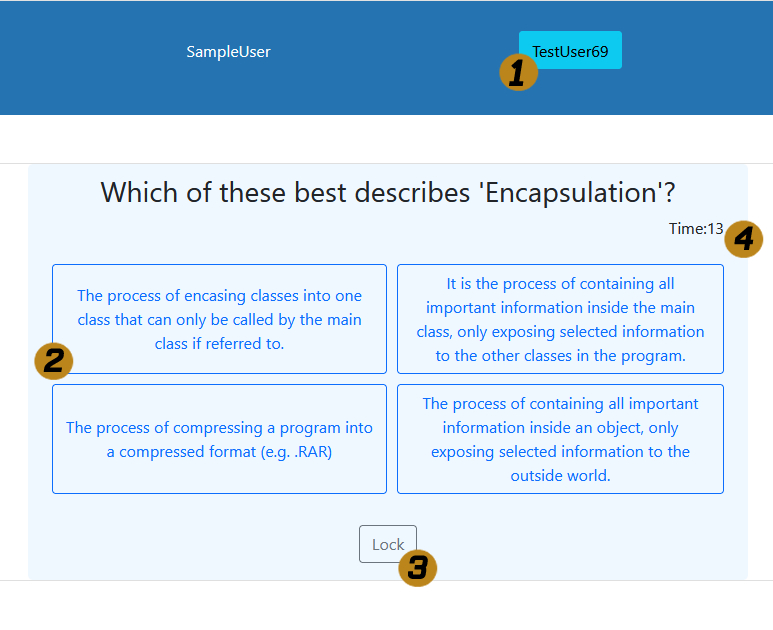 SampleUser
TestUser69
1
Which of these best describes 'Encapsulation'?
Time:13
4
The process of encasing classes into one
class that can only be called by the main
class if referred to.
2
It is the process of containing all
important information inside the main
class, only exposing selected information
to the other classes in the program.
The process of compressing a program into
a compressed format (e.g. .RAR)
The process of containing all important
information inside an object, only
exposing selected information to the
outside world.
Lock
3